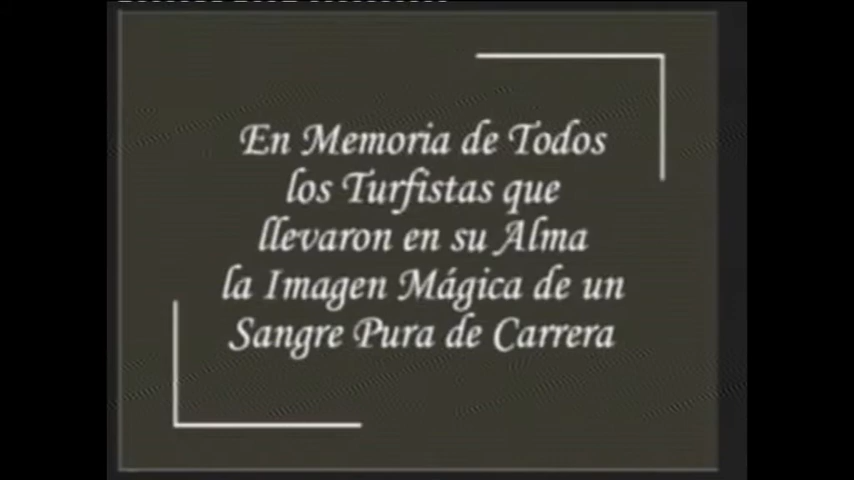 En Memoria de Todos
los Turfistas que
llevaron en su Alma
la Imagen Mágica de un
Sangre Pura de Carrera